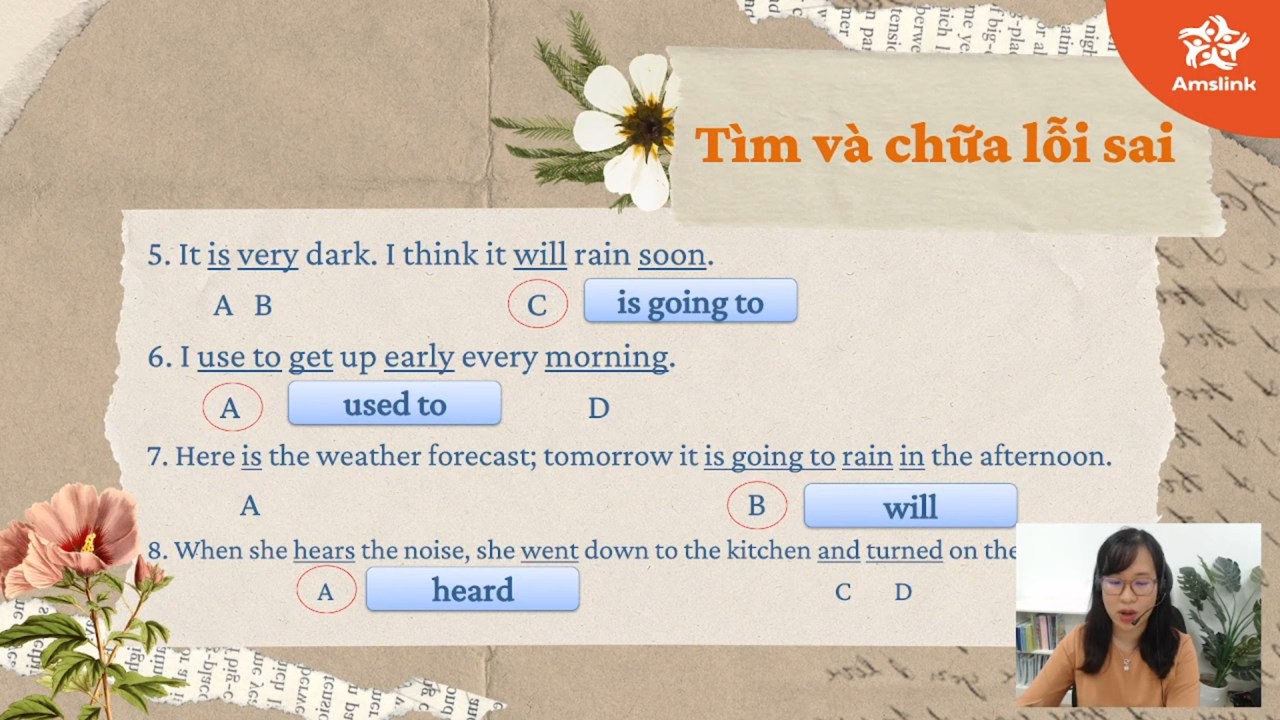 Amslink
Tìm và chữa lỗi sai
5. It is very dark. I think it will rain soon.
A B C is going to
6. I use to get up early every morning.
A used to D
7. Here is the weather forecast; tomorrow it is going to rain in the afternoon.
A B will
8. When she hears the noise, she went down to the kitchen and turned on the
A heard C D